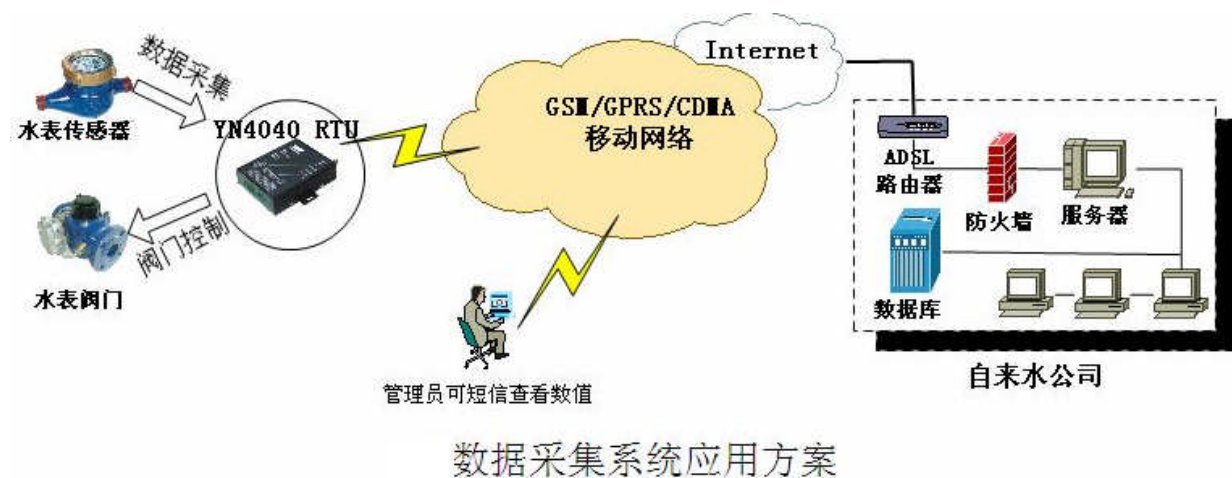 数据采集
水表传感器
YN4040 RTU
阀门控制
水表阀门
Internet
GSM/GPRS/CDMA
移动网络
管理员可短信查看数值
ADSL
路由器
防火墙
服务器
数据库
自来水公司
数据采集系统应用方案